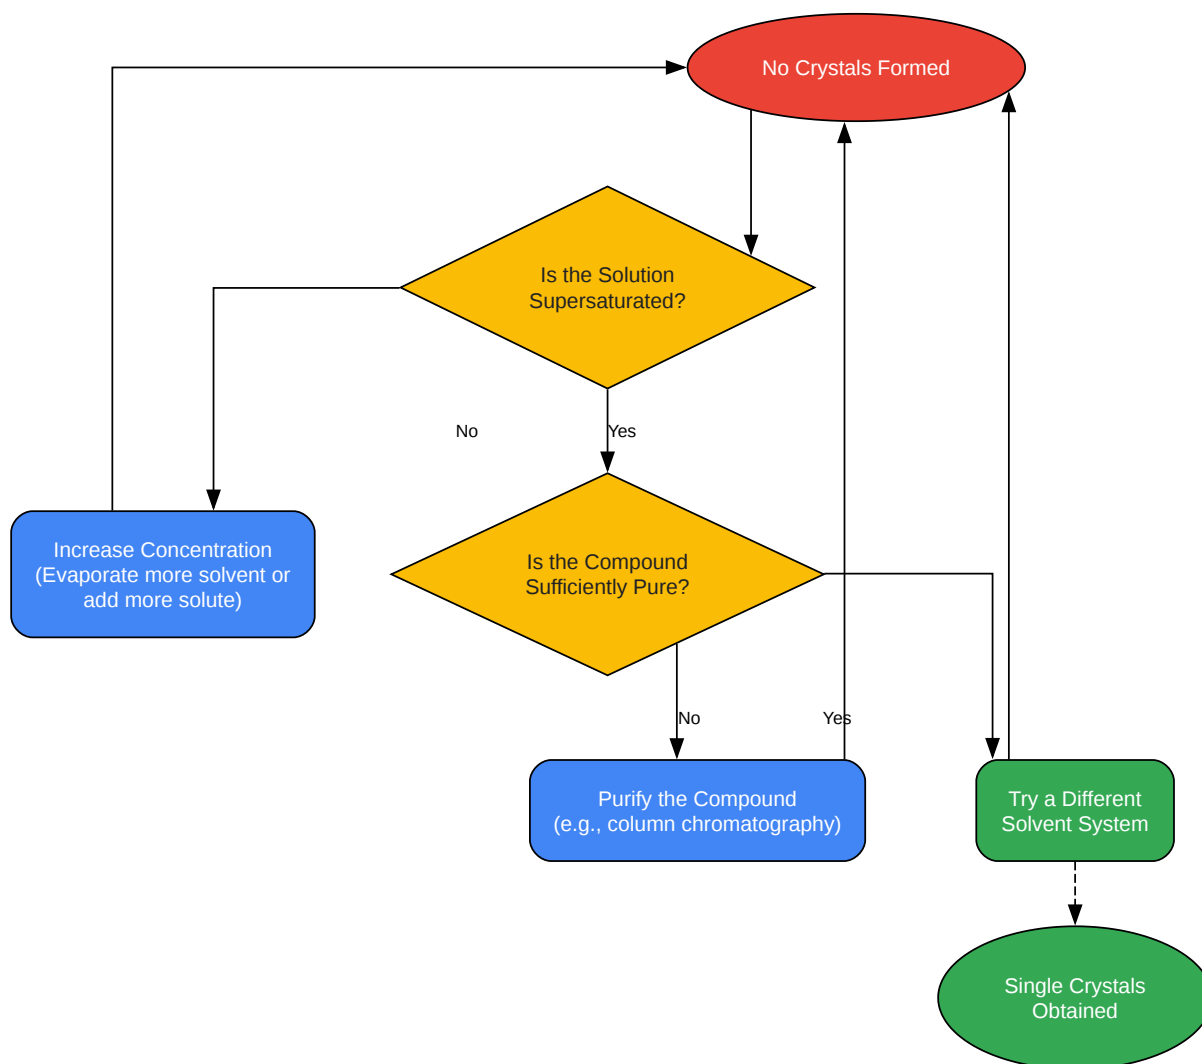 No Crystals Formed
Is the Solution
Supersaturated?
No
Yes
Increase Concentration
(Evaporate more solvent or
add more solute)
Is the Compound
Sufficiently Pure?
No
Yes
Purify the Compound
(e.g., column chromatography)
Try a Different
Solvent System
Single Crystals
Obtained